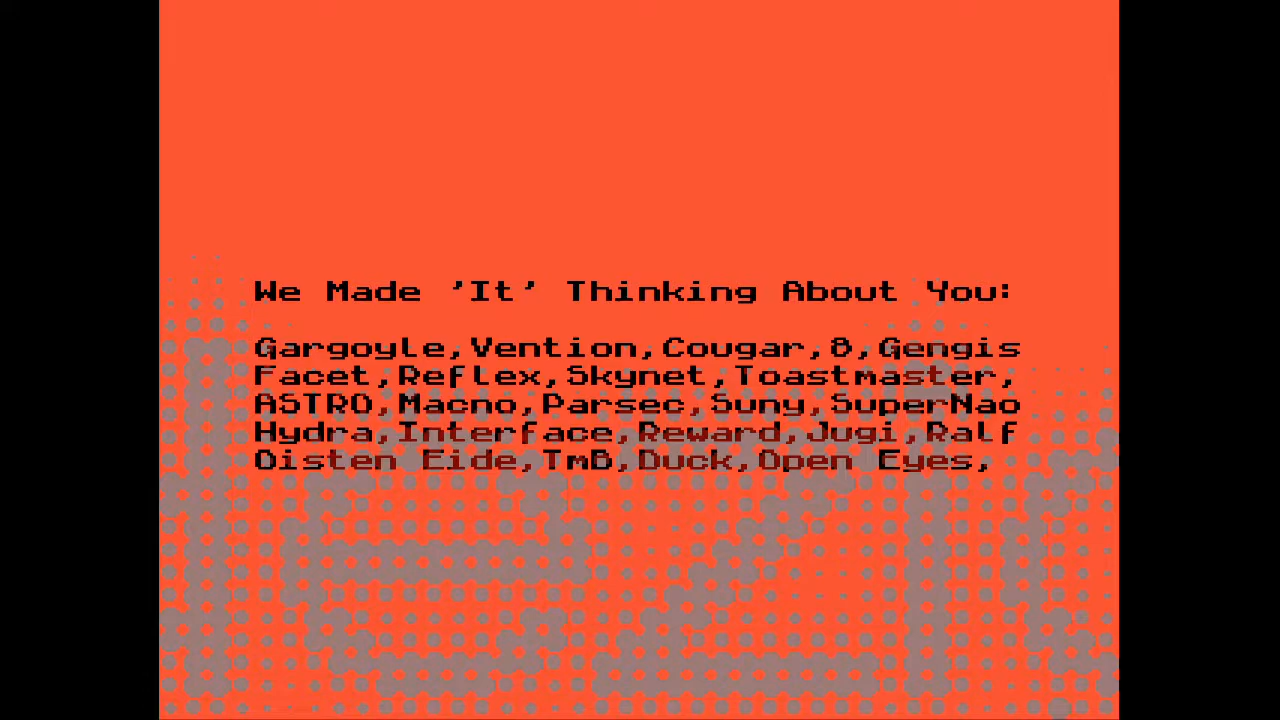 We Made 'It' Thinking About You:
Gargoyle,Vention,Cougar,8,Gengis
Facet,Reflex,Skynet,Toastmaster,
ASTRO,Macno,Parsec,Suny,SuperNao
Hydra,Interface,Reward,Jugi,Ralf
Oisten Eide,TmB,Duck,Open Eyes,